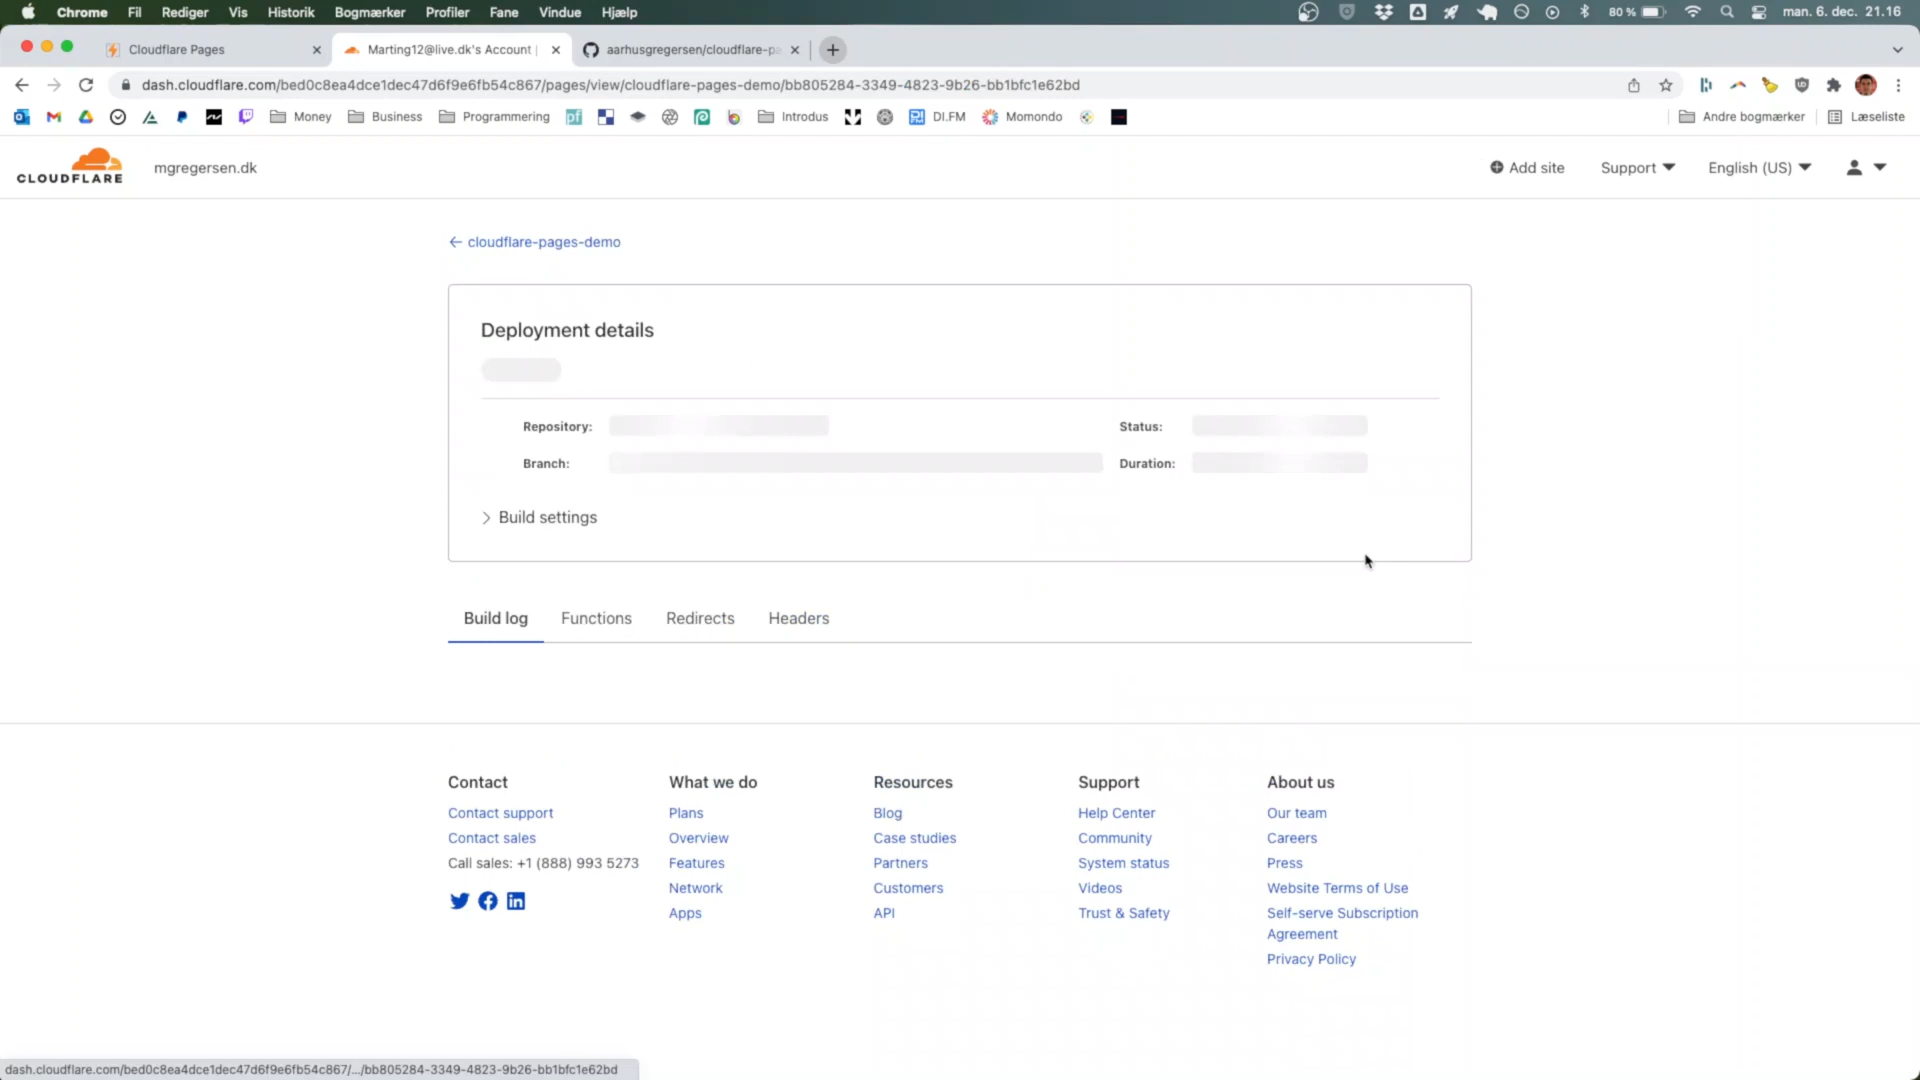 Chrome Fil Rediger Vis Historik Bogmærker Profiler Fane Vindue Hjælp 80 % man. 6. dec. 21.16
Cloudflare Pages
Marting12@live.dk's Account |
aarhusgregersen/cloudflare-pa
dash.cloudflare.com/bed0c8ea4dce1dec47d6f9e6fb54c867/pages/view/cloudflare-pages-demo/bb805284-3349-4823-9b26-bb1bfc1e62bd
Money Business Programmering pf Introdus DI.FM Momondo Andre bogmærker Læseliste
CLOUDFLARE mgregersen.dk Add site Support English (US)
← cloudflare-pages-demo
Deployment details
Repository: Status:
Branch: Duration:
Build settings
Build log Functions Redirects Headers
Contact
Contact support
Contact sales
Call sales: +1 (888) 993 5273
What we do
Plans
Overview
Features
Network
Apps
Resources
Blog
Case studies
Partners
Customers
API
Support
Help Center
Community
System status
Videos
Trust & Safety
About us
Our team
Careers
Press
Website Terms of Use
Self-serve Subscription
Agreement
Privacy Policy
dash.cloudflare.com/bed0c8ea4dce1dec47d6f9e6fb54c867/.../bb805284-3349-4823-9b26-bb1bfc1e62bd